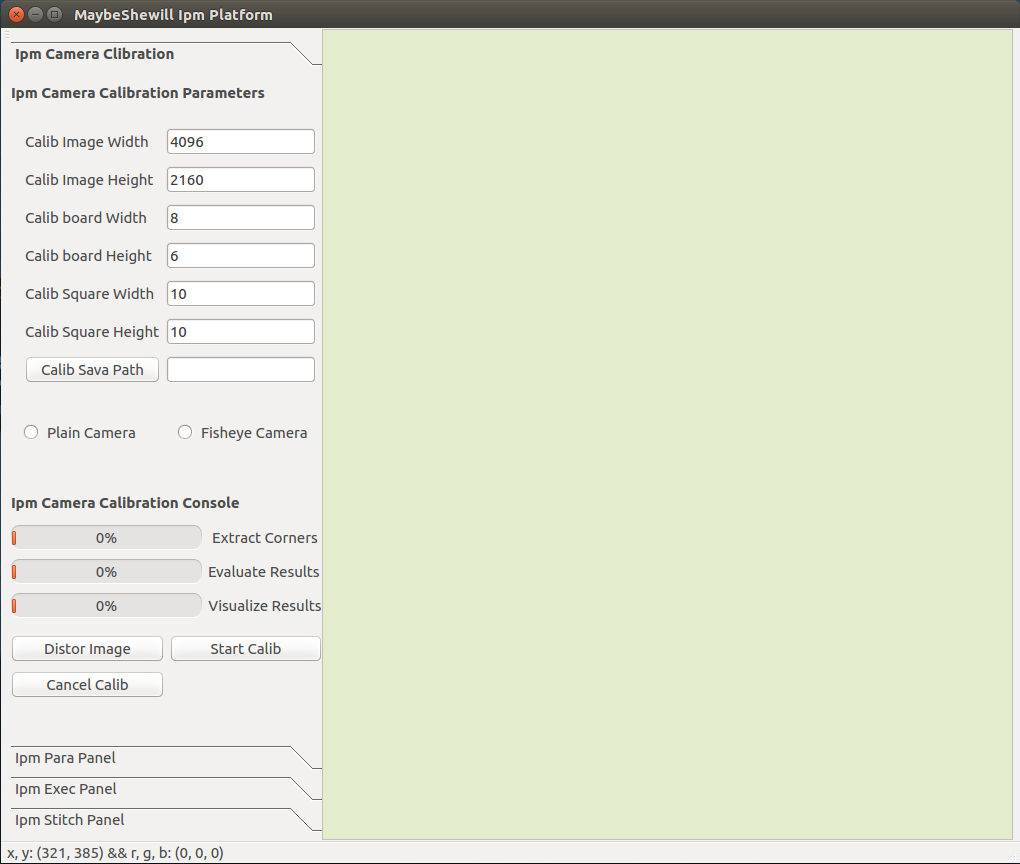 MaybeShewill Ipm Platform
Ipm Camera Clibration
Ipm Camera Calibration Parameters
Calib Image Width 4096
Calib Image Height 2160
Calib board Width 8
Calib board Height 6
Calib Square Width 10
Calib Square Height 10
Calib Sava Path
Plain Camera Fisheye Camera
Ipm Camera Calibration Console
0% Extract Corners
0% Evaluate Results
0% Visualize Results
Distor Image Start Calib
Cancel Calib
Ipm Para Panel
Ipm Exec Panel
Ipm Stitch Panel
x, y: (321, 385) && r, g, b: (0, 0, 0)